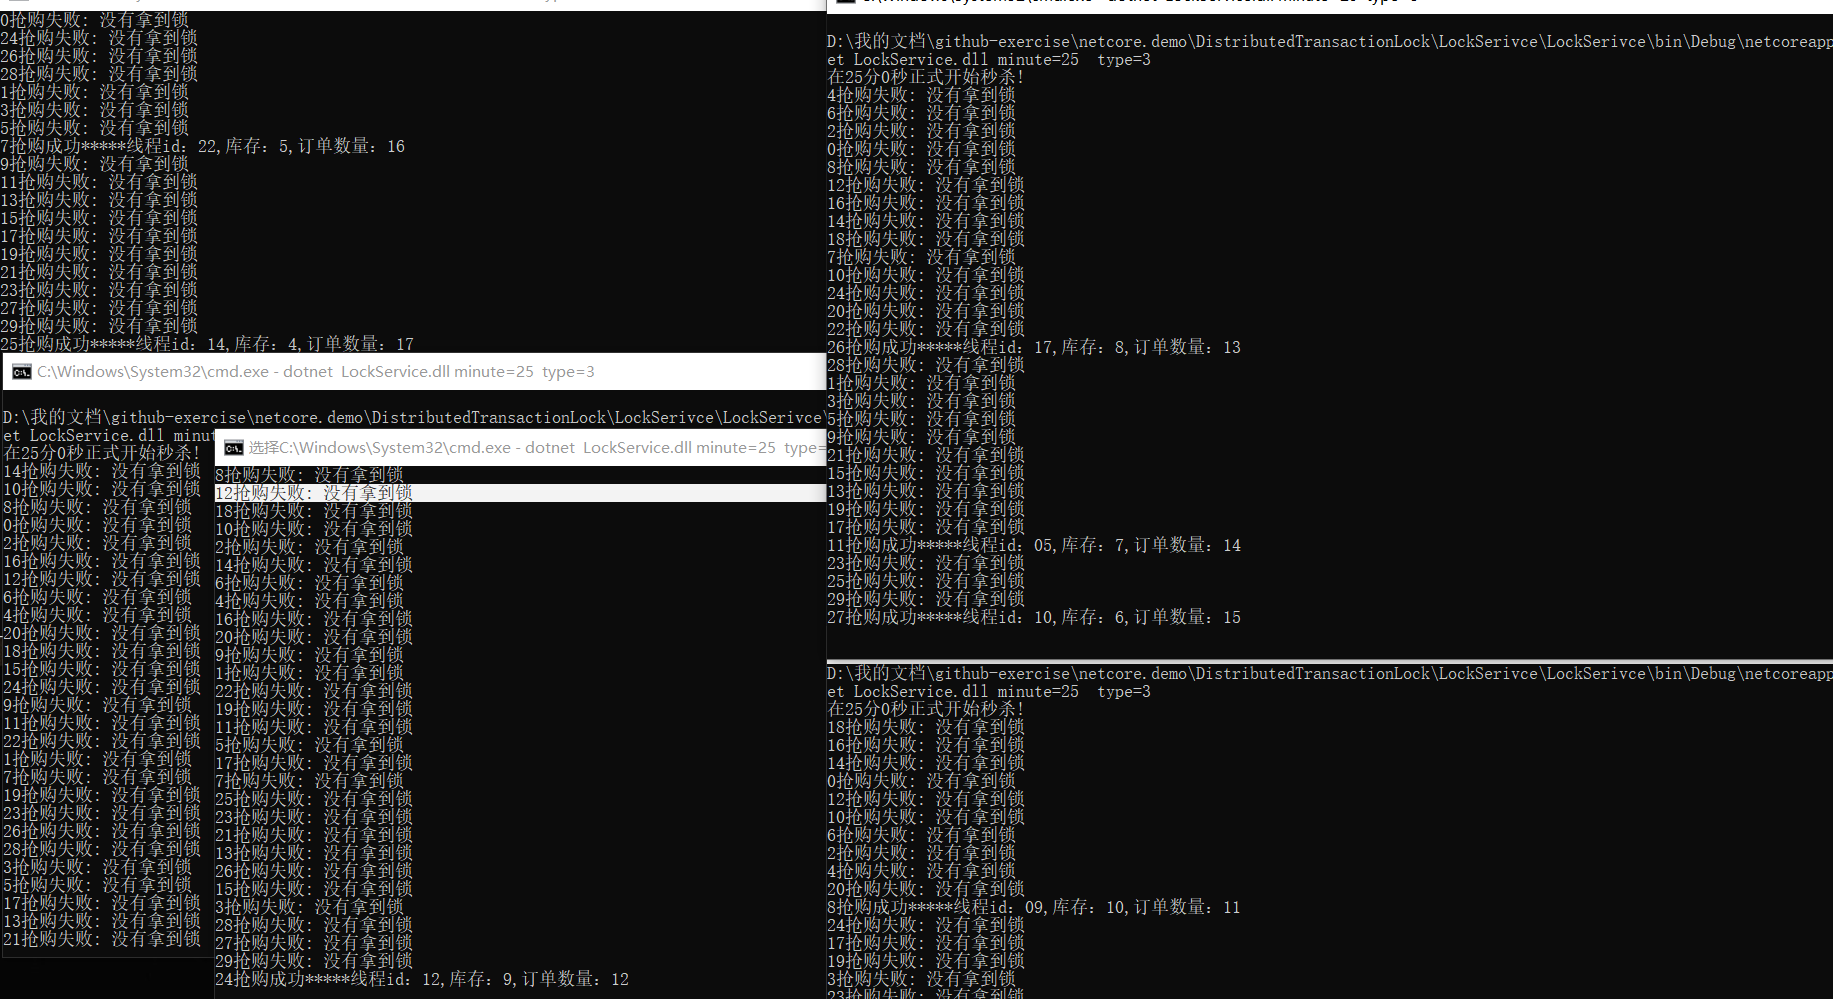 0抢购失败: 没有拿到锁
24抢购失败: 没有拿到锁
26抢购失败: 没有拿到锁
28抢购失败: 没有拿到锁
1抢购失败: 没有拿到锁
3抢购失败: 没有拿到锁
5抢购失败: 没有拿到锁
7抢购成功*****线程id: 22,库存: 5,订单数量: 16
9抢购失败: 没有拿到锁
11抢购失败: 没有拿到锁
13抢购失败: 没有拿到锁
15抢购失败: 没有拿到锁
17抢购失败: 没有拿到锁
19抢购失败: 没有拿到锁
21抢购失败: 没有拿到锁
23抢购失败: 没有拿到锁
27抢购失败: 没有拿到锁
29抢购失败: 没有拿到锁
25抢购成功*****线程id: 14,库存: 4,订单数量: 17
C:\Windows\System32\cmd.exe - dotnet LockService.dll minute=25 type=3
D:\我的文档\github-exercise\netcore.demo\DistributedTransactionLock\LockSerivce\LockSerivce\
et LockService.dll minut
在25分0秒正式开始秒杀!
14抢购失败: 没有拿到锁
10抢购失败: 没有拿到锁
8抢购失败: 没有拿到锁
0抢购失败: 没有拿到锁
2抢购失败: 没有拿到锁
16抢购失败: 没有拿到锁
12抢购失败: 没有拿到锁
6抢购失败: 没有拿到锁
4抢购失败: 没有拿到锁
20抢购失败: 没有拿到锁
18抢购失败: 没有拿到锁
15抢购失败: 没有拿到锁
24抢购失败: 没有拿到锁
9抢购失败: 没有拿到锁
11抢购失败: 没有拿到锁
22抢购失败: 没有拿到锁
1抢购失败: 没有拿到锁
7抢购失败: 没有拿到锁
19抢购失败: 没有拿到锁
23抢购失败: 没有拿到锁
26抢购失败: 没有拿到锁
28抢购失败: 没有拿到锁
3抢购失败: 没有拿到锁
5抢购失败: 没有拿到锁
17抢购失败: 没有拿到锁
13抢购失败: 没有拿到锁
21抢购失败: 没有拿到锁
选择C:\Windows\System32\cmd.exe - dotnet LockService.dll minute=25 type=
8抢购失败: 没有拿到锁
12抢购失败: 没有拿到锁
18抢购失败: 没有拿到锁
10抢购失败: 没有拿到锁
2抢购失败: 没有拿到锁
14抢购失败: 没有拿到锁
6抢购失败: 没有拿到锁
4抢购失败: 没有拿到锁
16抢购失败: 没有拿到锁
20抢购失败: 没有拿到锁
9抢购失败: 没有拿到锁
1抢购失败: 没有拿到锁
22抢购失败: 没有拿到锁
19抢购失败: 没有拿到锁
11抢购失败: 没有拿到锁
5抢购失败: 没有拿到锁
17抢购失败: 没有拿到锁
7抢购失败: 没有拿到锁
25抢购失败: 没有拿到锁
23抢购失败: 没有拿到锁
21抢购失败: 没有拿到锁
13抢购失败: 没有拿到锁
26抢购失败: 没有拿到锁
15抢购失败: 没有拿到锁
3抢购失败: 没有拿到锁
28抢购失败: 没有拿到锁
27抢购失败: 没有拿到锁
29抢购失败: 没有拿到锁
24抢购成功*****线程id: 12,库存: 9,订单数量: 12
D:\我的文档\github-exercise\netcore.demo\DistributedTransactionLock\LockSerivce\LockSerivce\bin\Debug\netcoreapp
et LockService.dll minute=25 type=3
在25分0秒正式开始秒杀!
4抢购失败: 没有拿到锁
6抢购失败: 没有拿到锁
2抢购失败: 没有拿到锁
0抢购失败: 没有拿到锁
8抢购失败: 没有拿到锁
12抢购失败: 没有拿到锁
16抢购失败: 没有拿到锁
14抢购失败: 没有拿到锁
18抢购失败: 没有拿到锁
7抢购失败: 没有拿到锁
10抢购失败: 没有拿到锁
24抢购失败: 没有拿到锁
20抢购失败: 没有拿到锁
22抢购失败: 没有拿到锁
26抢购成功*****线程id: 17,库存: 8,订单数量: 13
28抢购失败: 没有拿到锁
1抢购失败: 没有拿到锁
3抢购失败: 没有拿到锁
5抢购失败: 没有拿到锁
9抢购失败: 没有拿到锁
21抢购失败: 没有拿到锁
15抢购失败: 没有拿到锁
13抢购失败: 没有拿到锁
19抢购失败: 没有拿到锁
17抢购失败: 没有拿到锁
11抢购成功*****线程id: 05,库存: 7,订单数量: 14
23抢购失败: 没有拿到锁
25抢购失败: 没有拿到锁
29抢购失败: 没有拿到锁
27抢购成功*****线程id: 10,库存: 6,订单数量: 15
D:\我的文档\github-exercise\netcore.demo\DistributedTransactionLock\LockSerivce\LockSerivce\bin\Debug\netcoreapp
et LockService.dll minute=25 type=3
在25分0秒正式开始秒杀!
18抢购失败: 没有拿到锁
16抢购失败: 没有拿到锁
14抢购失败: 没有拿到锁
0抢购失败: 没有拿到锁
12抢购失败: 没有拿到锁
10抢购失败: 没有拿到锁
6抢购失败: 没有拿到锁
2抢购失败: 没有拿到锁
4抢购失败: 没有拿到锁
20抢购失败: 没有拿到锁
8抢购成功*****线程id: 09,库存: 10,订单数量: 11
24抢购失败: 没有拿到锁
17抢购失败: 没有拿到锁
19抢购失败: 没有拿到锁
3抢购失败: 没有拿到锁
23抢购失败: 没有拿到锁